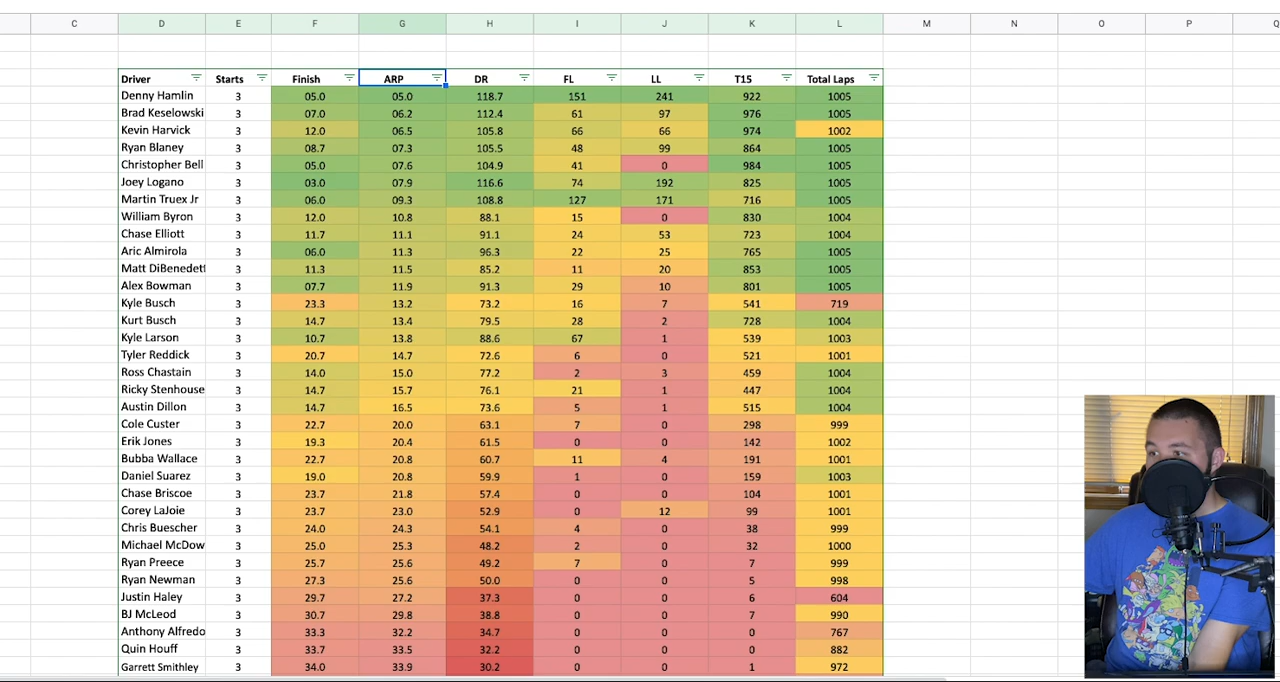 C D E F G H I J K L M N O P Q
Driver Starts Finish ARP DR FL LL T15 Total Laps
Denny Hamlin 3 05.0 05.0 118.7 151 241 922 1005
Brad Keselowski 3 07.0 06.2 112.4 61 97 976 1005
Kevin Harvick 3 12.0 06.5 105.8 66 66 974 1002
Ryan Blaney 3 08.7 07.3 105.5 48 99 864 1005
Christopher Bell 3 05.0 07.6 104.9 41 0 984 1005
Joey Logano 3 03.0 07.9 116.6 74 192 825 1005
Martin Truex Jr 3 06.0 09.3 108.8 127 171 716 1005
William Byron 3 12.0 10.8 88.1 15 0 830 1004
Chase Elliott 3 11.7 11.1 91.1 24 53 723 1004
Aric Almirola 3 06.0 11.3 96.3 22 25 765 1005
Matt DiBenedett 3 11.3 11.5 85.2 11 20 853 1005
Alex Bowman 3 07.7 11.9 91.3 29 10 801 1005
Kyle Busch 3 23.3 13.2 73.2 16 7 541 719
Kurt Busch 3 14.7 13.4 79.5 28 2 728 1004
Kyle Larson 3 10.7 13.8 88.6 67 1 539 1003
Tyler Reddick 3 20.7 14.7 72.6 6 0 521 1001
Ross Chastain 3 14.0 15.0 77.2 2 3 459 1004
Ricky Stenhouse 3 14.7 15.7 76.1 21 1 447 1004
Austin Dillon 3 14.7 16.5 73.6 5 1 515 1004
Cole Custer 3 22.7 20.0 63.1 7 0 298 999
Erik Jones 3 19.3 20.4 61.5 0 0 142 1002
Bubba Wallace 3 22.7 20.8 60.7 11 4 191 1001
Daniel Suarez 3 19.0 20.8 59.9 1 0 159 1003
Chase Briscoe 3 23.7 21.8 57.4 0 0 104 1001
Corey LaJoie 3 23.7 23.0 52.9 0 12 99 1001
Chris Buescher 3 24.0 24.3 54.1 4 0 38 999
Michael McDow 3 25.0 25.3 48.2 2 0 32 1000
Ryan Preece 3 25.7 25.6 49.2 7 0 7 999
Ryan Newman 3 27.3 25.6 50.0 0 0 5 998
Justin Haley 3 29.7 27.2 37.3 0 0 6 604
BJ McLeod 3 30.7 29.8 38.8 0 0 7 990
Anthony Alfredo 3 33.3 32.2 34.7 0 0 0 767
Quin Houff 3 33.7 33.5 32.2 0 0 0 882
Garrett Smithley 3 34.0 33.9 30.2 0 0 1 972